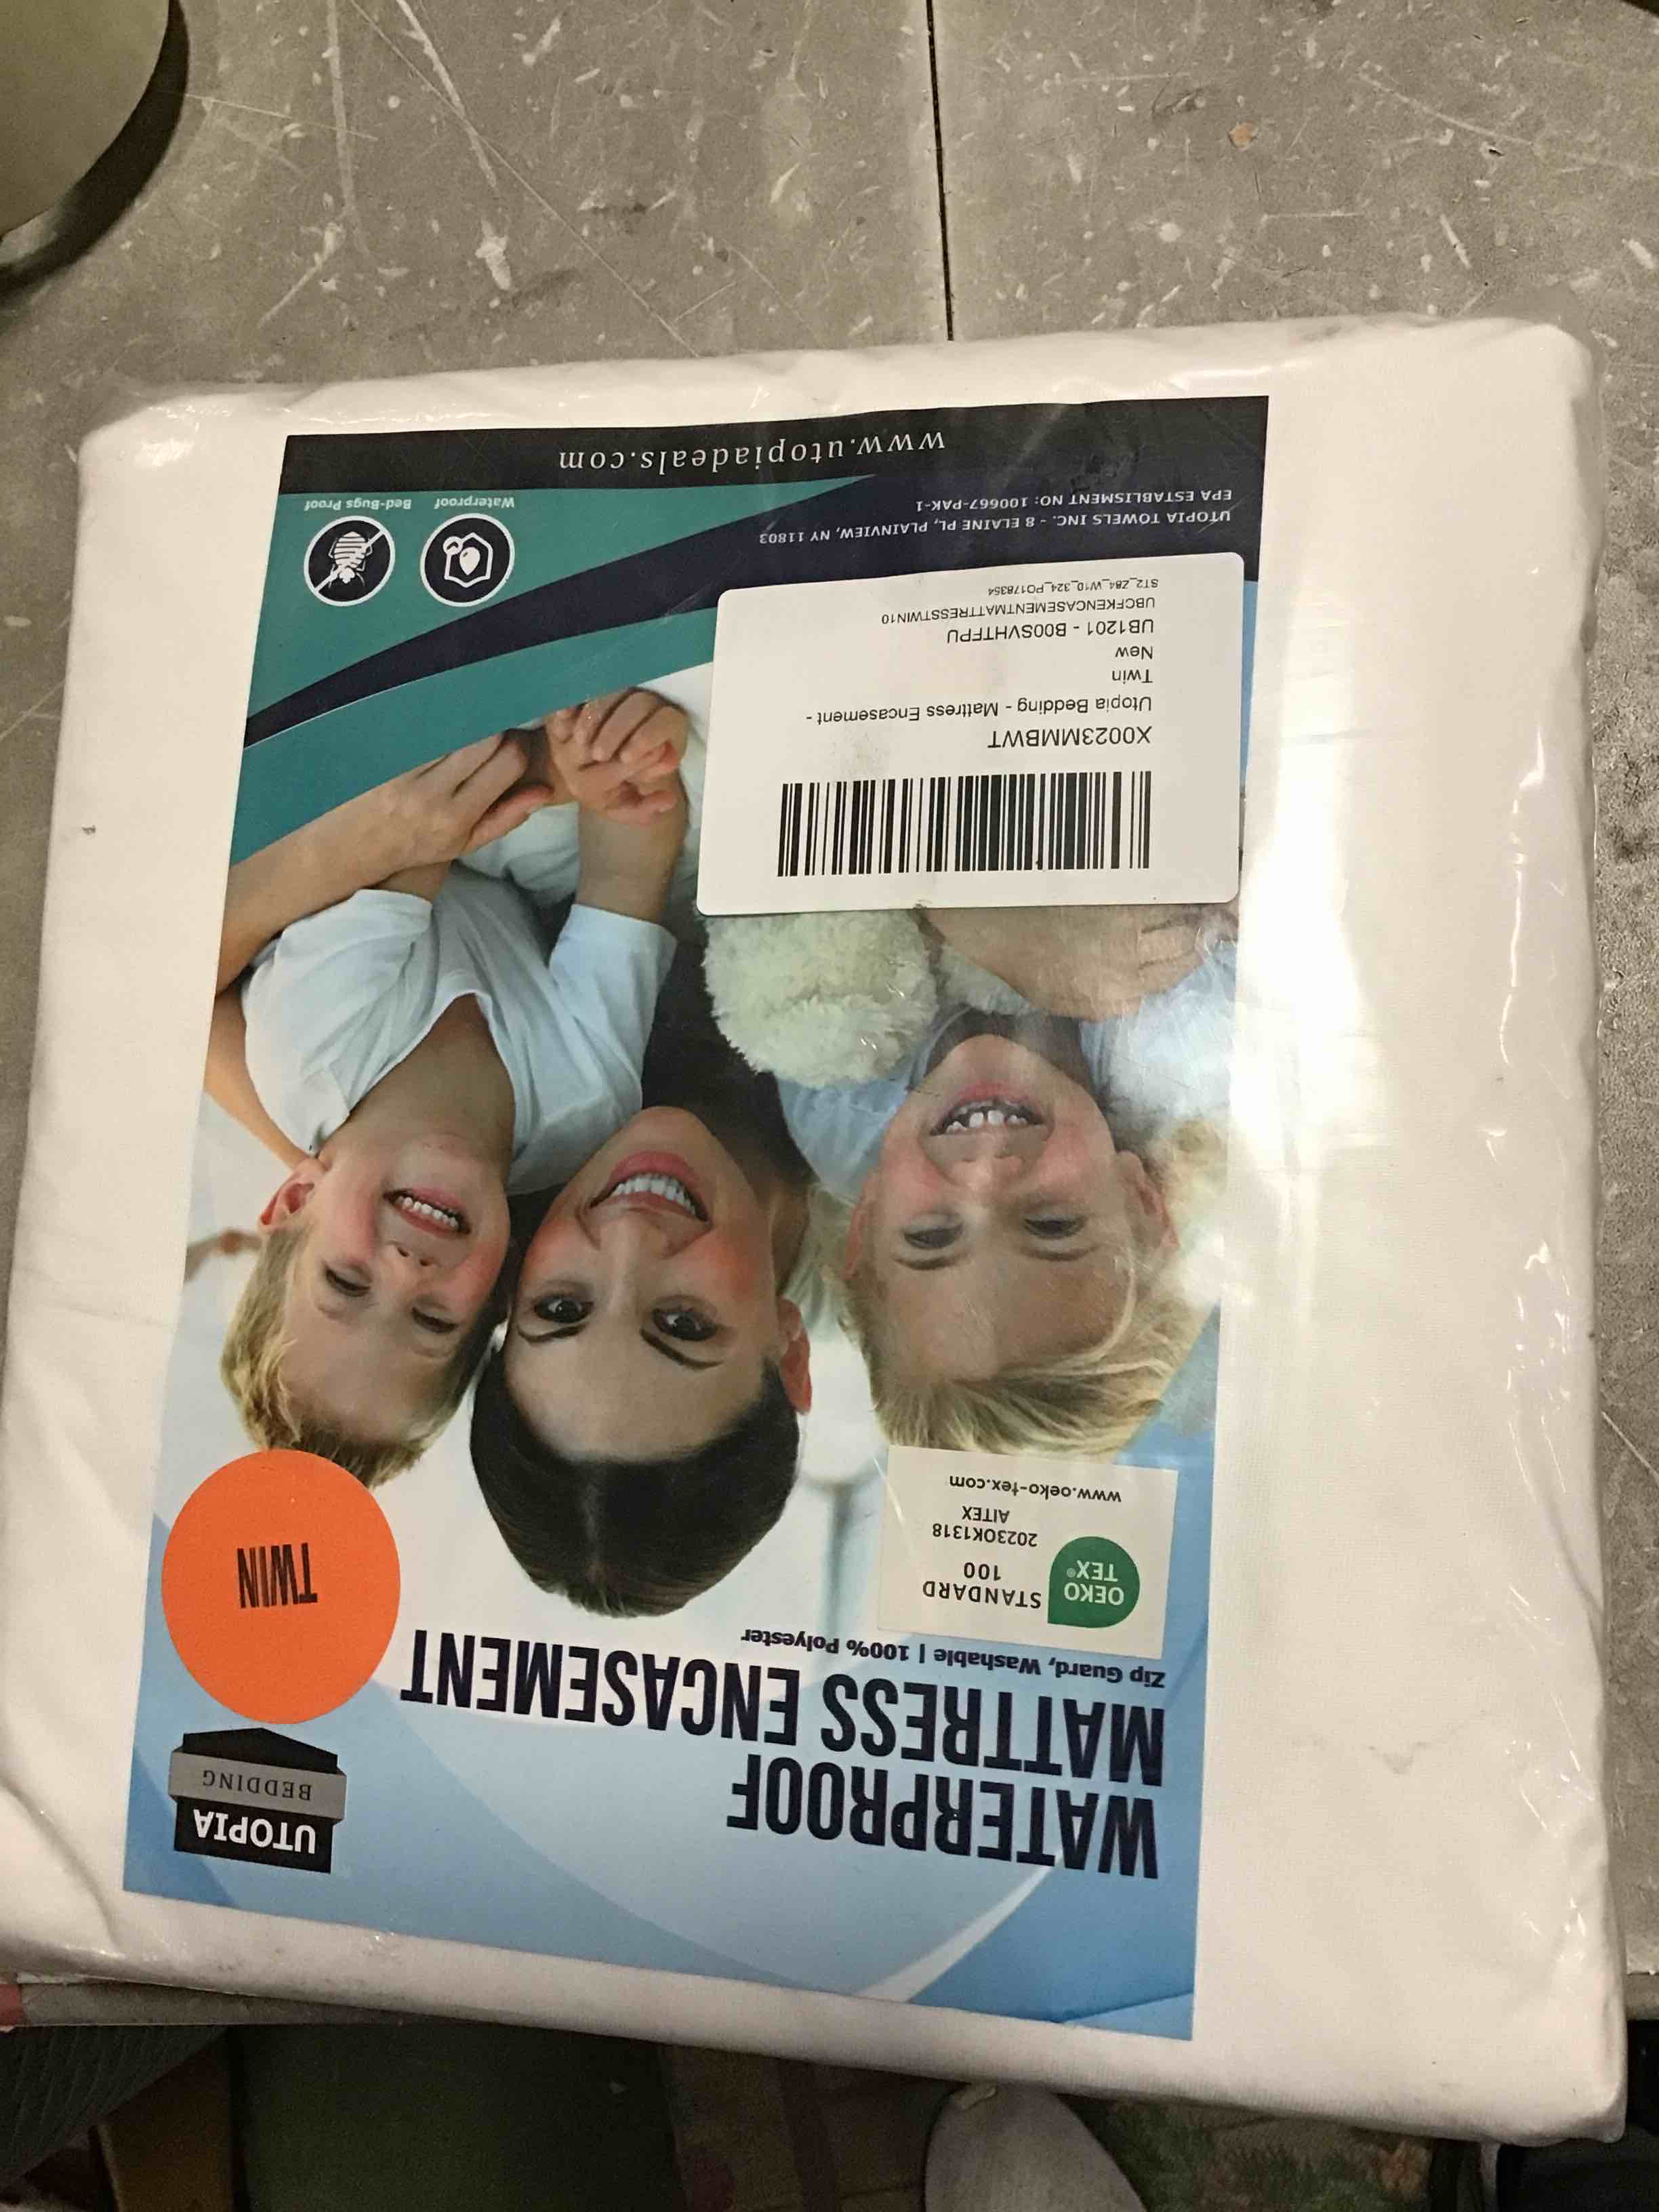 UTOPIA
BEDDING
WATERPROOF
MATTRESS ENCASEMENT
Zip Guard, Washable | 100% Polyester
TWIN
OEKO
TEX®
STANDARD
100
2023OK1318
AITEX
www.oeko-tex.com
X0023MMBWT
Utopia Bedding - Mattress Encasement -
Twin
New
UB1201 - B00SVHTFPU
UBCFKENCASEMENTMATTRESSTWIN10
ST2_Z84_W10_324_PO178354
UTOPIA TOWELS INC. - 8 ELAINE PL, PLAINVIEW, NY 11803
EPA ESTABLISMENT NO: 100667-PAK-1
Waterproof
Bed-Bugs Proof
www.utopiadeals.com